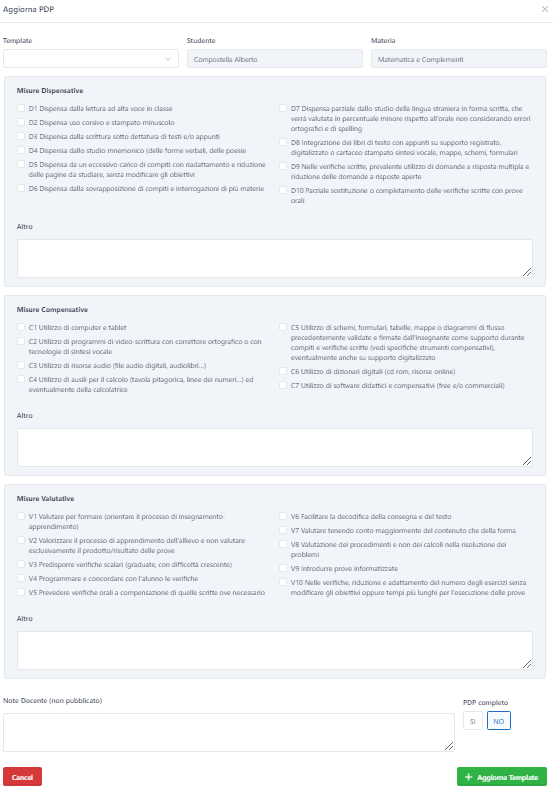 Aggiorna PDP
Template
Studente
Materia
Compostella Alberto
Matematica e Complementi
Misure Dispensative
D1 Dispensa dalla lettura ad alta voce in classe
D2 Dispensa uso corsivo e stampato minuscolo
D3 Dispensa dalla scrittura sotto dettatura di testi e/o appunti
D4 Dispensa dallo studio mnemonico (delle forme verbali, delle poesie
D5 Dispensa da un eccessivo carico di compiti con riadattamento e riduzione
delle pagine da studiare, senza modificare gli obiettivi
D6 Dispensa dalla sovrapposizione di compiti e interrogazioni di più materie
D7 Dispensa parziale dallo studio della lingua straniera in forma scritta, che
verrà valutata in percentuale minore rispetto all'orale non considerando errori
ortografici e di spelling
D8 Integrazione dei libri di testo con appunti su supporto registrato,
digitalizzato o cartaceo stampato sintesi vocale, mappe, schemi, formulari
D9 Nelle verifiche scritte, prevalente utilizzo di domande a risposta multipla e
riduzione delle domande a risposte aperte
D10 Parziale sostituzione o completamento delle verifiche scritte con prove
orali
Altro
Misure Compensative
C1 Utilizzo di computer e tablet
C2 Utilizzo di programmi di video-scrittura con correttore ortografico o con
tecnologie di sintesi vocale
C3 Utilizzo di risorse audio (file audio digitali, audiolibri...)
C4 Utilizzo di ausili per il calcolo (tavola pitagorica, linee dei numeri...) ed
eventualmente della calcolatrice
C5 Utilizzo di schemi, formulari, tabelle, mappe o diagrammi di flusso
precedentemente validate e firmate dall'insegnante come supporto durante
compiti e verifiche scritte (vedi specifiche strumenti compensativi),
eventualmente anche su supporto digitalizzato
C6 Utilizzo di dizionari digitali (cd rom, risorse online)
C7 Utilizzo di software didattici e compensativi (free e/o commerciali)
Altro
Misure Valutative
V1 Valutare per formare (orientare il processo di insegnamento-
apprendimento)
V2 Valorizzare il processo di apprendimento dell'allievo e non valutare
esclusivamente il prodotto/risultato delle prove
V3 Predisporre verifiche scalari (graduate, con difficoltà crescente)
V4 Programmare e concordare con l'alunno le verifiche
V5 Prevedere verifiche orali a compensazione di quelle scritte ove necessario
V6 Facilitare la decodifica della consegna e del testo
V7 Valutare tenendo conto maggiormente del contenuto che della forma
V8 Valutazione dei procedimenti e non dei calcoli nella risoluzione dei
problemi
V9 Introdurre prove informatizzate
V10 Nelle verifiche, riduzione e adattamento del numero degli esercizi senza
modificare gli obiettivi oppure tempi più lunghi per l'esecuzione delle prove
Altro
Note Docente (non pubblicato)
PDP completo
SI
NO
Cancel
Aggiorna Template